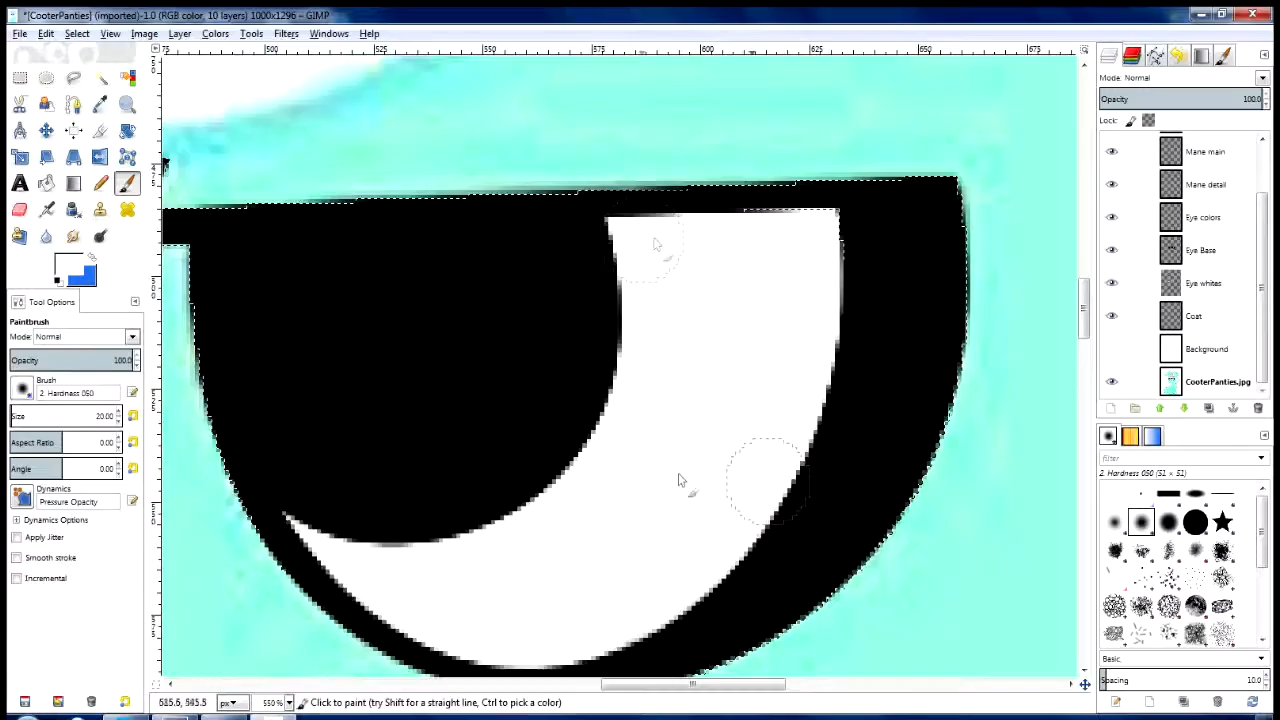 *[CooterPanties] (imported)-1.0 (RGB color, 10 layers) 1000x1296 – GIMP
File Edit Select View Image Layer Colors Tools Filters Windows Help
500 525 550 575 600 625 650 675
Mode: Normal
Opacity 100.0
Lock:
Mane main
Mane detail
Eye colors
Eye Base
Eye whites
Coat
Background
CooterPanties.jpg
Tool Options
Paintbrush
Mode: Normal
Opacity 100.0
Brush
2. Hardness 050
Size 20.00
Aspect Ratio 0.00
Angle 0.00
Dynamics
Pressure Opacity
Dynamics Options
Apply Jitter
Smooth stroke
Incremental
filter
2. Hardness 050 (51 × 51)
Basic,
Spacing 10.0
px
550 %
Click to paint (try Shift for a straight line, Ctrl to pick a color)